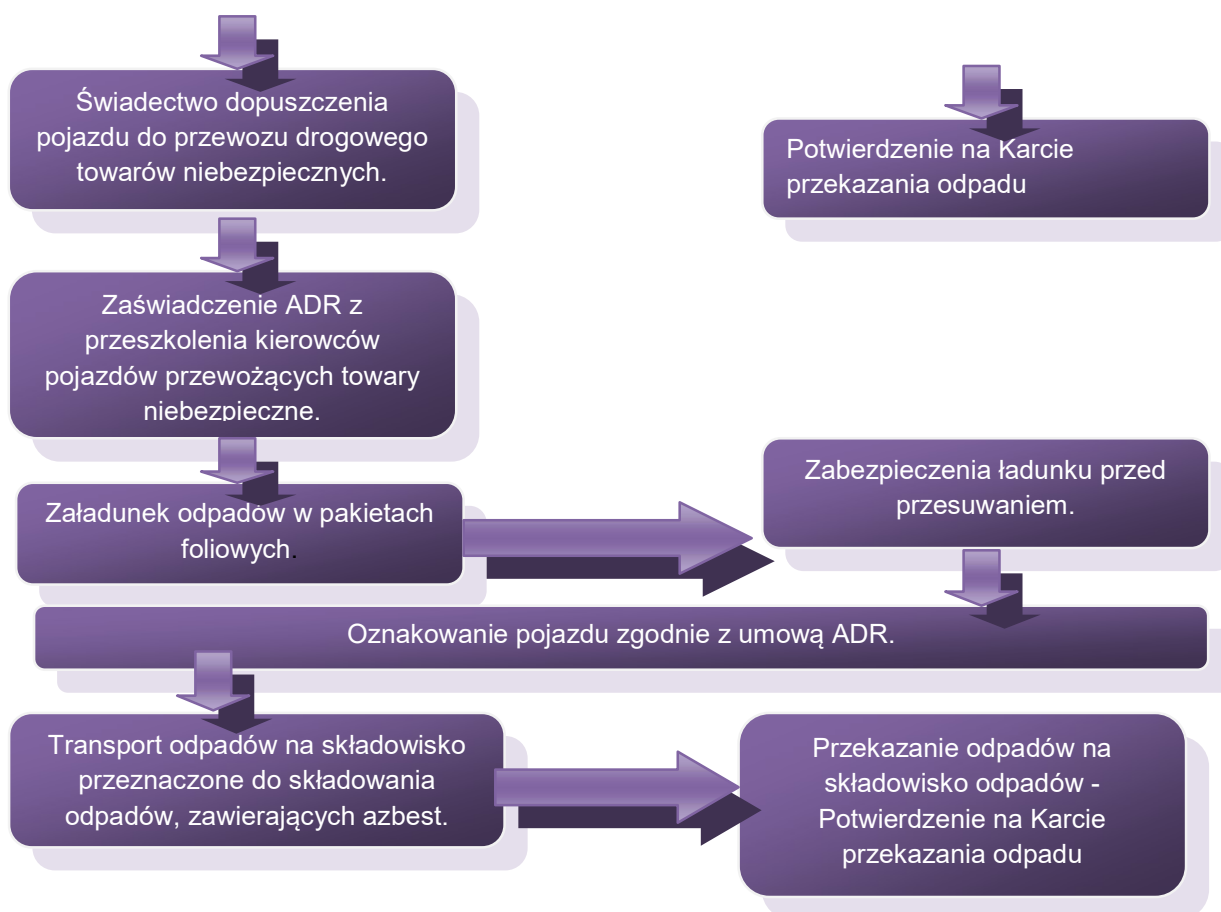 Świadectwo dopuszczenia
pojazdu do przewozu drogowego
towarów niebezpiecznych.
Potwierdzenie na Karcie
przekazania odpadu
Zaświadczenie ADR z
przeszkolenia kierowców
pojazdów przewożących towary
niebezpieczne.
Załadunek odpadów w pakietach
foliowych.
Zabezpieczenia ładunku przed
przesuwaniem.
Oznakowanie pojazdu zgodnie z umową ADR.
Transport odpadów na składowisko
przeznaczone do składowania
odpadów, zawierających azbest.
Przekazanie odpadów na
składowisko odpadów -
Potwierdzenie na Karcie
przekazania odpadu